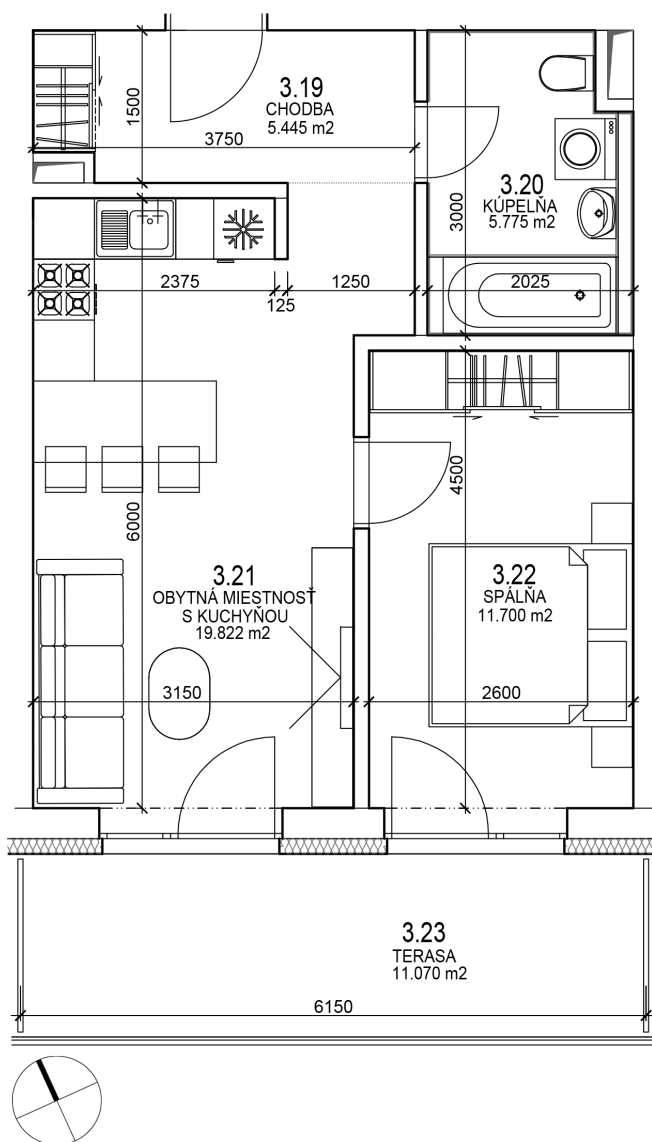 3.19
CHODBA
5.445 m2
1500
3750
3.20
KÚPELŇA
5.775 m2
3000
2375
125
1250
2025
4500
6000
3.21
OBYTNÁ MIESTNOSŤ
S KUCHYŇOU
19.822 m2
3.22
SPÁLŇA
11.700 m2
3150
2600
3.23
TERASA
11.070 m2
6150